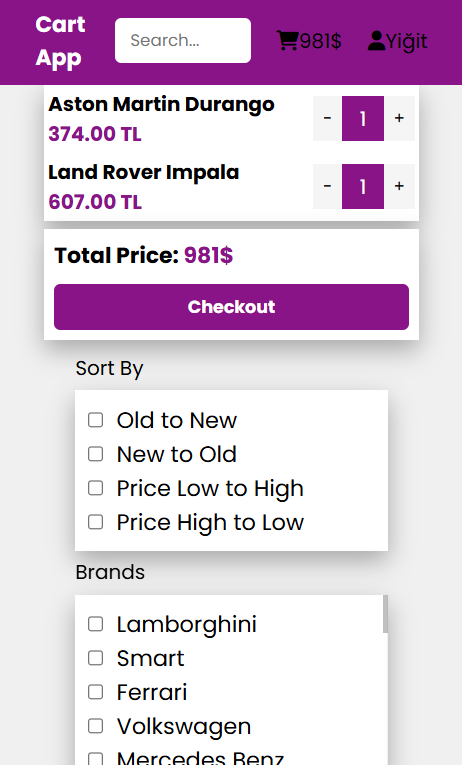 Cart
App
Search...
981$
Yiğit
Aston Martin Durango
374.00 TL
- 1 +
Land Rover Impala
607.00 TL
- 1 +
Total Price: 981$
Checkout
Sort By
Old to New
New to Old
Price Low to High
Price High to Low
Brands
Lamborghini
Smart
Ferrari
Volkswagen
Mercedes Benz